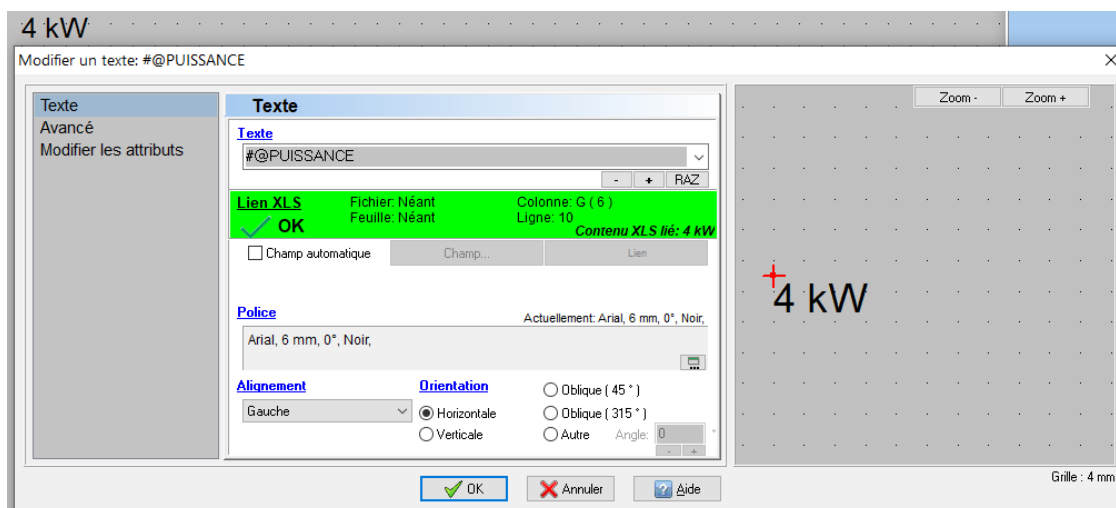 4 kW
Modifier un texte: #@PUISSANCE
Texte
Avancé
Modifier les attributs
Texte
Texte
#@PUISSANCE
- + RAZ
Lien XLS Fichier: Néant Colonne: G ( 6 )
OK Feuille: Néant Ligne: 10
Contenu XLS lié: 4 kW
Champ automatique Champ... Lien
Police Actuellement: Arial, 6 mm, 0°, Noir,
Arial, 6 mm, 0°, Noir,
Alignement Orientation Oblique ( 45 ° )
Gauche Horizontale Oblique ( 315 ° )
Verticale Autre Angle: 0 °
- +
Zoom - Zoom +
4 kW
Grille : 4 mm
OK Annuler Aide